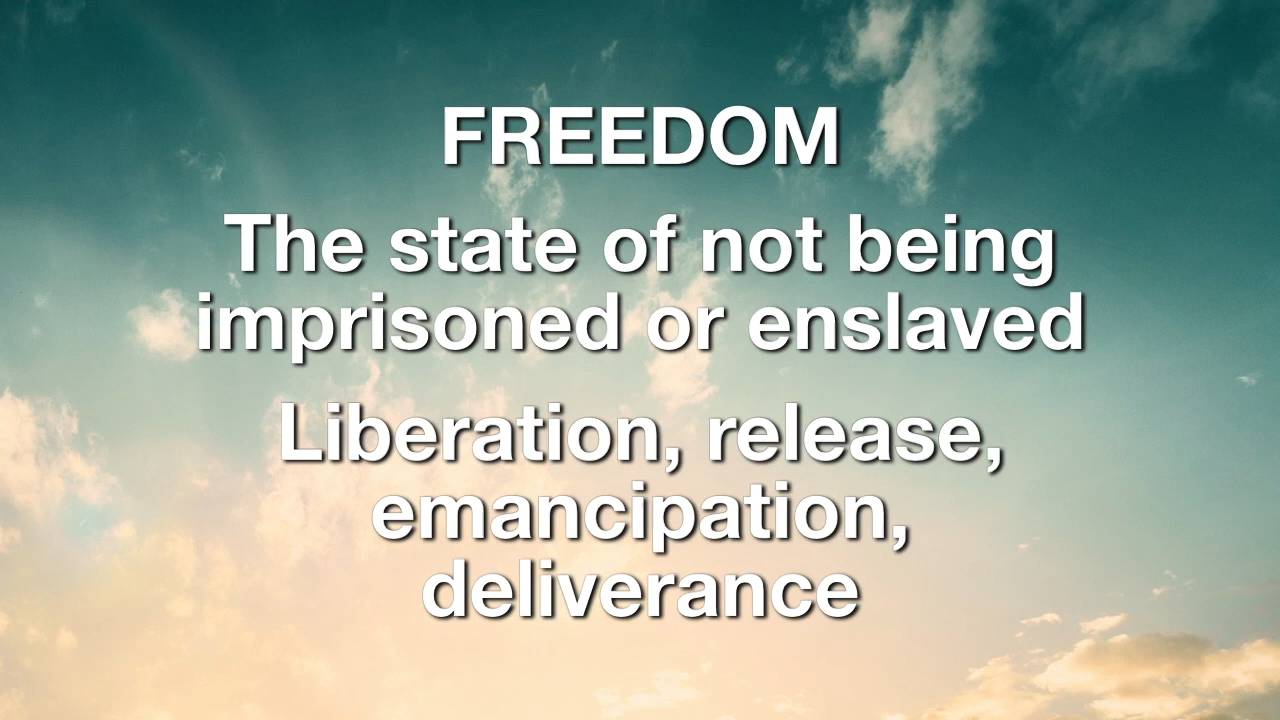 FREEDOM
The state of not being
imprisoned or enslaved
Liberation, release,
emancipation,
deliverance